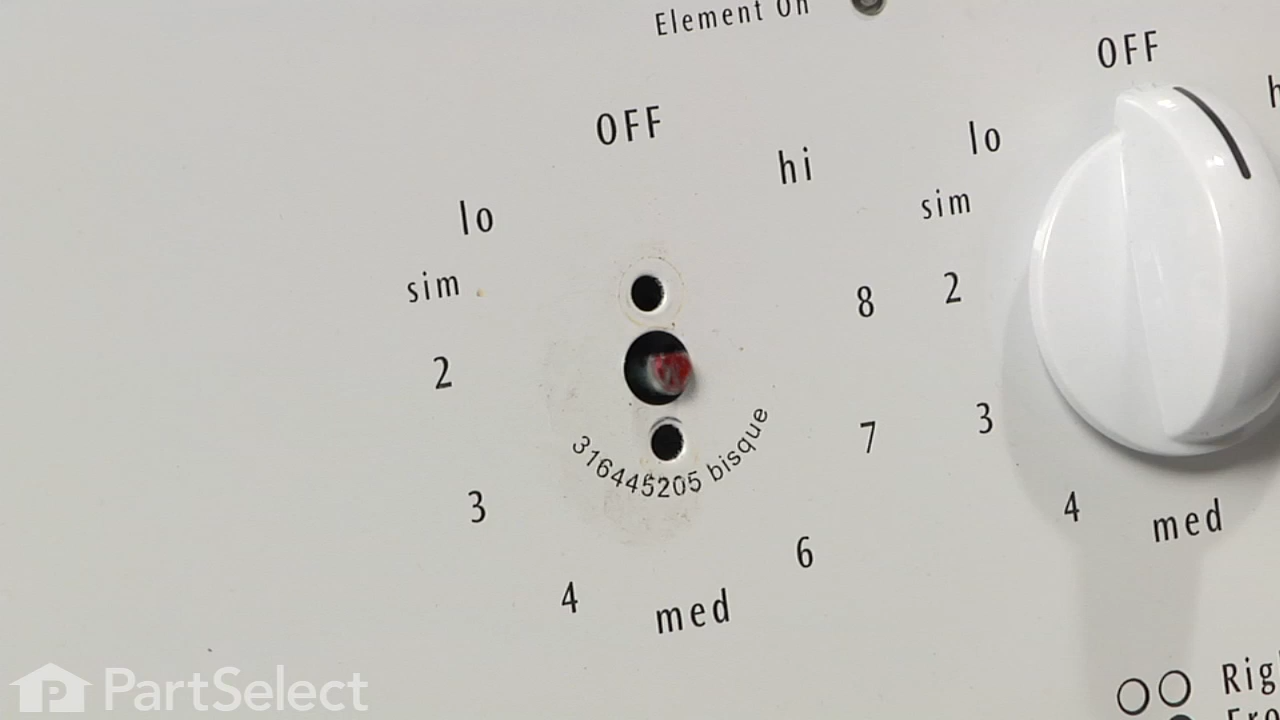 Element On
OFF
OFF
hi
lo
lo
sim
sim
8
2
2
7
3
316445205 bisque
3
4
6
med
4
med
PartSelect